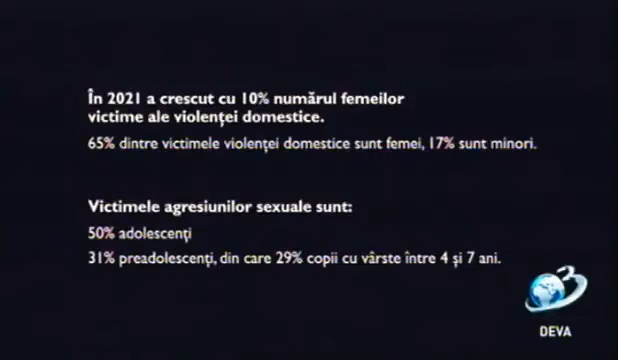 În 2021 a crescut cu 10% numărul femeilor
victime ale violenței domestice.
65% dintre victimele violenței domestice sunt femei, 17% sunt minori.
Victimele agresiunilor sexuale sunt:
50% adolescenți
31% preadolescenți, din care 29% copii cu vârste între 4 și 7 ani.
3
DEVA